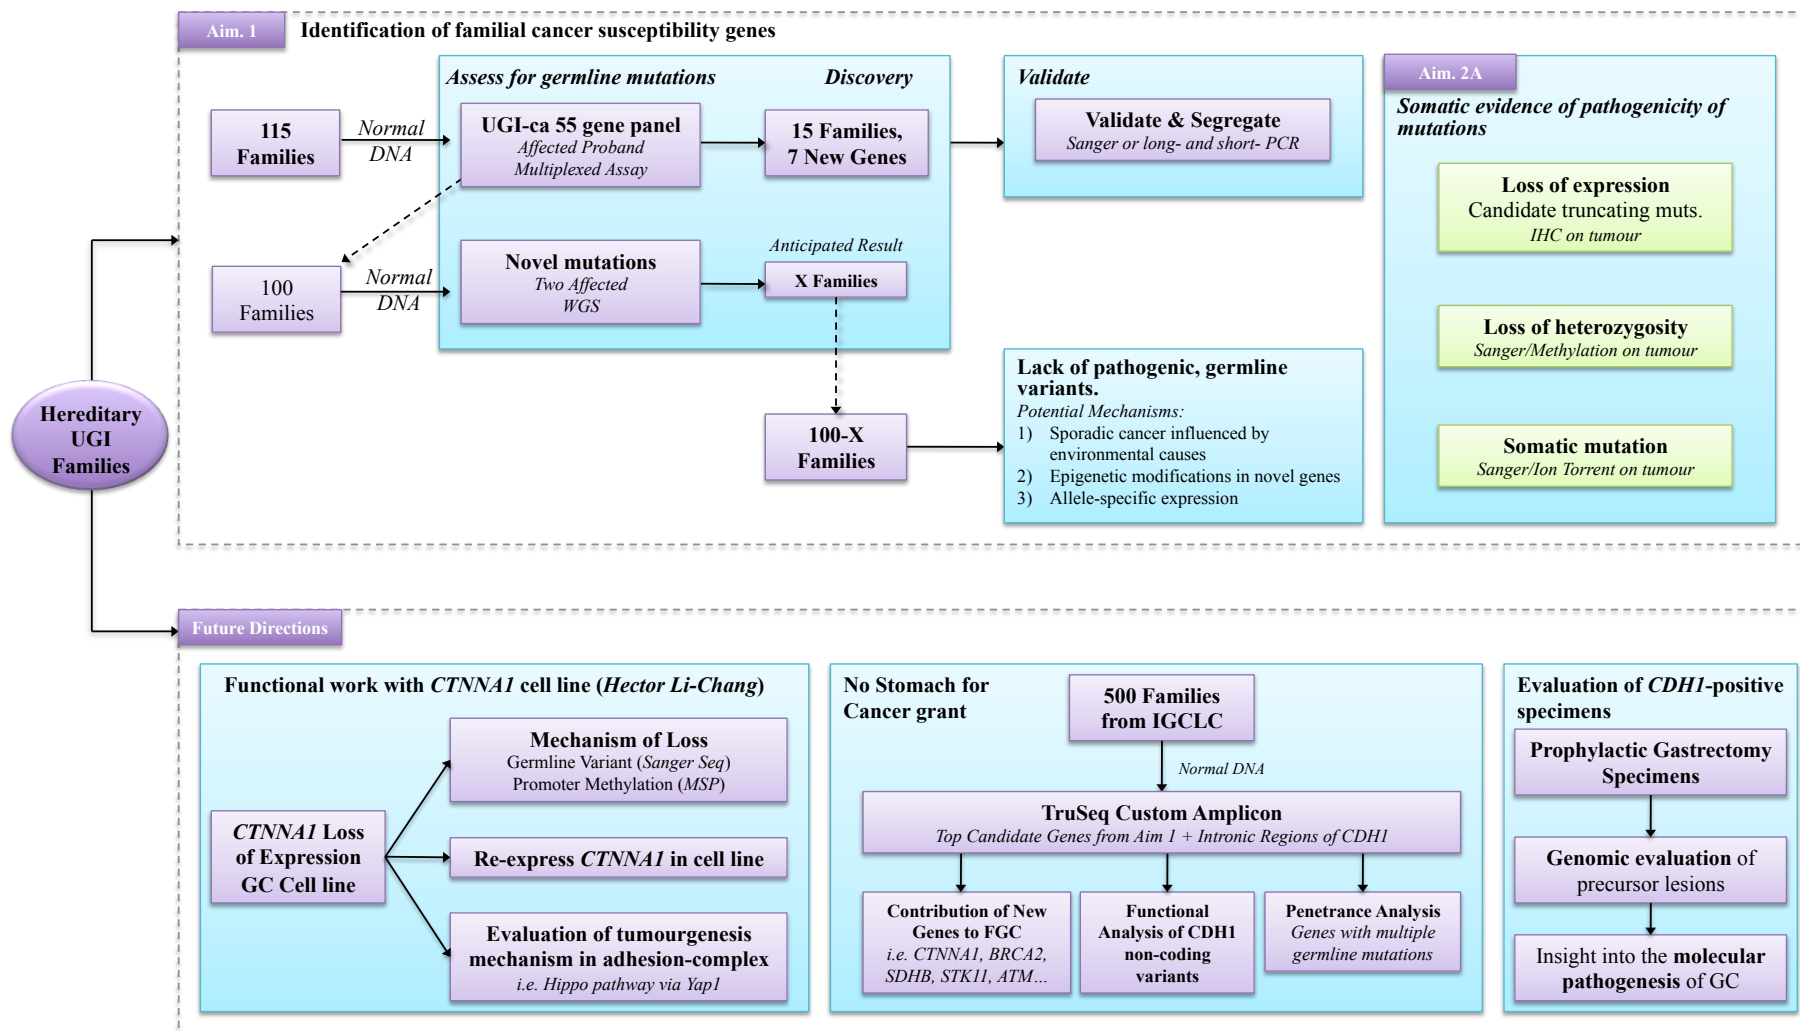 Aim. 1
Identification of familial cancer susceptibility genes
Assess for germline mutations
Discovery
115
Families
Normal
DNA
UGI-ca 55 gene panel
Affected Proband
Multiplexed Assay
15 Families,
7 New Genes
Validate
Validate & Segregate
Sanger or long- and short- PCR
Aim. 2A
Somatic evidence of pathogenicity of
mutations
Loss of expression
Candidate truncating muts.
IHC on tumour
Loss of heterozygosity
Sanger/Methylation on tumour
Somatic mutation
Sanger/Ion Torrent on tumour
100
Families
Normal
DNA
Novel mutations
Two Affected
WGS
Anticipated Result
X Families
100-X
Families
Lack of pathogenic, germline
variants.
Potential Mechanisms:
1) Sporadic cancer influenced by
environmental causes
2) Epigenetic modifications in novel genes
3) Allele-specific expression
Hereditary
UGI
Families
Future Directions
Functional work with CTNNA1 cell line (Hector Li-Chang)
CTNNA1 Loss
of Expression
GC Cell line
Mechanism of Loss
Germline Variant (Sanger Seq)
Promoter Methylation (MSP)
Re-express CTNNA1 in cell line
Evaluation of tumourgenesis
mechanism in adhesion-complex
i.e. Hippo pathway via Yap1
No Stomach for
Cancer grant
500 Families
from IGCLC
Normal DNA
TruSeq Custom Amplicon
Top Candidate Genes from Aim 1 + Intronic Regions of CDH1
Contribution of New
Genes to FGC
i.e. CTNNA1, BRCA2,
SDHB, STK11, ATM…
Functional
Analysis of CDH1
non-coding
variants
Penetrance Analysis
Genes with multiple
germline mutations
Evaluation of CDH1-positive
specimens
Prophylactic Gastrectomy
Specimens
Genomic evaluation of
precursor lesions
Insight into the molecular
pathogenesis of GC